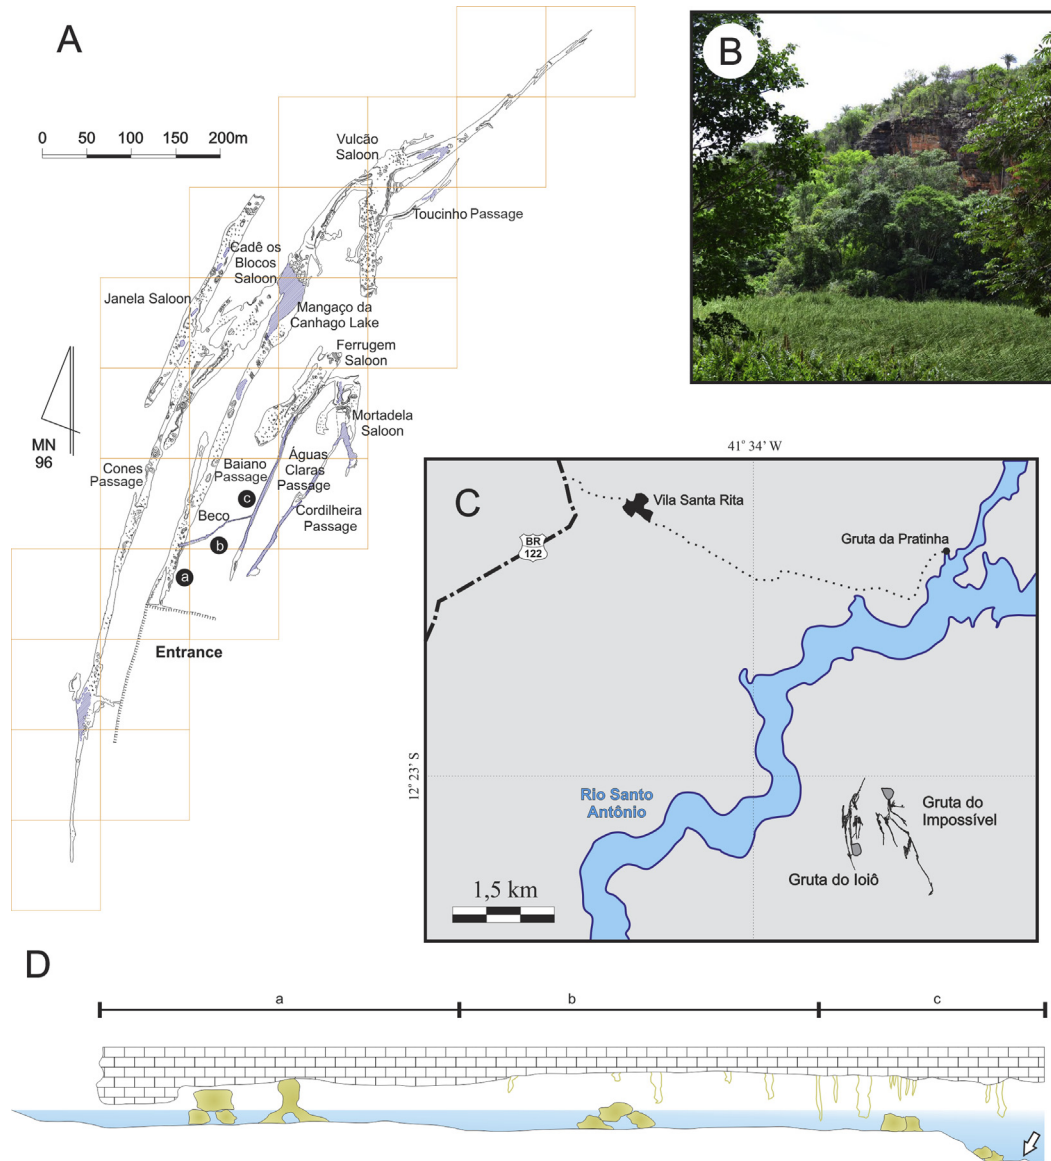 A
0 50 100 150 200m
Vulcão
Saloon
Toucinho Passage
Cadê os
Blocos
Saloon
Janela Saloon
Mangaço da
Canhago Lake
Ferrugem
Saloon
MN
96
Mortadela
Saloon
Cones
Passage
Baiano
Passage
Águas
Claras
Passage
c
Beco
Cordilheira
Passage
b
a
Entrance
B
41° 34' W
C
Vila Santa Rita
BR
122
Gruta da Pratinha
12° 23' S
Rio Santo
Antônio
Gruta do
Impossível
Gruta do Ioiô
1,5 km
D
a
b
c